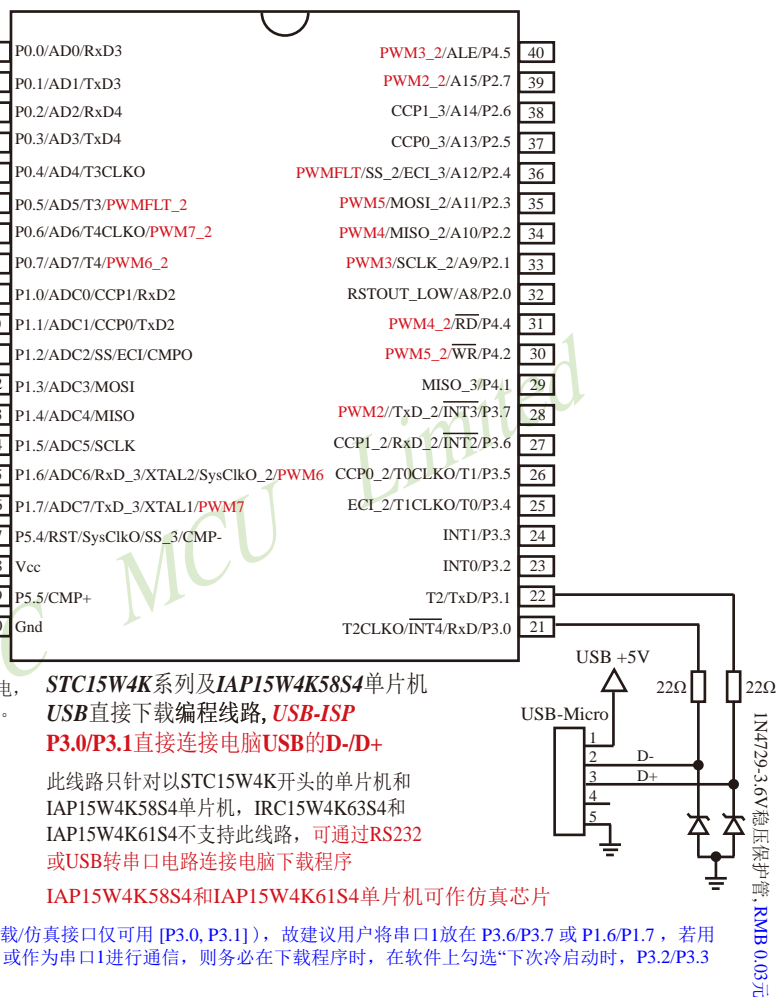 P0.0/AD0/RxD3
P0.1/AD1/TxD3
P0.2/AD2/RxD4
P0.3/AD3/TxD4
P0.4/AD4/T3CLKO
P0.5/AD5/T3/PWMFLT_2
P0.6/AD6/T4CLKO/PWM7_2
P0.7/AD7/T4/PWM6_2
P1.0/ADC0/CCP1/RxD2
P1.1/ADC1/CCP0/TxD2
P1.2/ADC2/SS/ECI/CMPO
P1.3/ADC3/MOSI
P1.4/ADC4/MISO
P1.5/ADC5/SCLK
P1.6/ADC6/RxD_3/XTAL2/SysClkO_2/PWM6
P1.7/ADC7/TxD_3/XTAL1/PWM7
P5.4/RST/SysClkO/SS_3/CMP-
Vcc
P5.5/CMP+
Gnd
PWM3_2/ALE/P4.5 40
PWM2_2/A15/P2.7 39
CCP1_3/A14/P2.6 38
CCP0_3/A13/P2.5 37
PWMFLT/SS_2/ECI_3/A12/P2.4 36
PWM5/MOSI_2/A11/P2.3 35
PWM4/MISO_2/A10/P2.2 34
PWM3/SCLK_2/A9/P2.1 33
RSTOUT_LOW/A8/P2.0 32
PWM4_2/RD/P4.4 31
PWM5_2/WR/P4.2 30
MISO_3/P4.1 29
PWM2//TxD_2/INT3/P3.7 28
CCP1_2/RxD_2/INT2/P3.6 27
CCP0_2/T0CLKO/T1/P3.5 26
ECI_2/T1CLKO/T0/P3.4 25
INT1/P3.3 24
INT0/P3.2 23
T2/TxD/P3.1 22
T2CLKO/INT4/RxD/P3.0 21
MCU Limited
电，
。
STC15W4K系列及IAP15W4K58S4单片机
USB直接下载编程线路, USB-ISP
P3.0/P3.1直接连接电脑USB的D-/D+
此线路只针对以STC15W4K开头的单片机和
IAP15W4K58S4单片机，IRC15W4K63S4和
IAP15W4K61S4不支持此线路，可通过RS232
或USB转串口电路连接电脑下载程序
IAP15W4K58S4和IAP15W4K61S4单片机可作仿真芯片
USB +5V
USB-Micro
1
2
3
4
5
D-
D+
22Ω
22Ω
1N4729-3.6V稳压保护管, RMB 0.03元
载/仿真接口仅可用 [P3.0, P3.1]），故建议用户将串口1放在 P3.6/P3.7 或 P1.6/P1.7 ，若用
或作为串口1进行通信，则务必在下载程序时，在软件上勾选“下次冷启动时，P3.2/P3.3